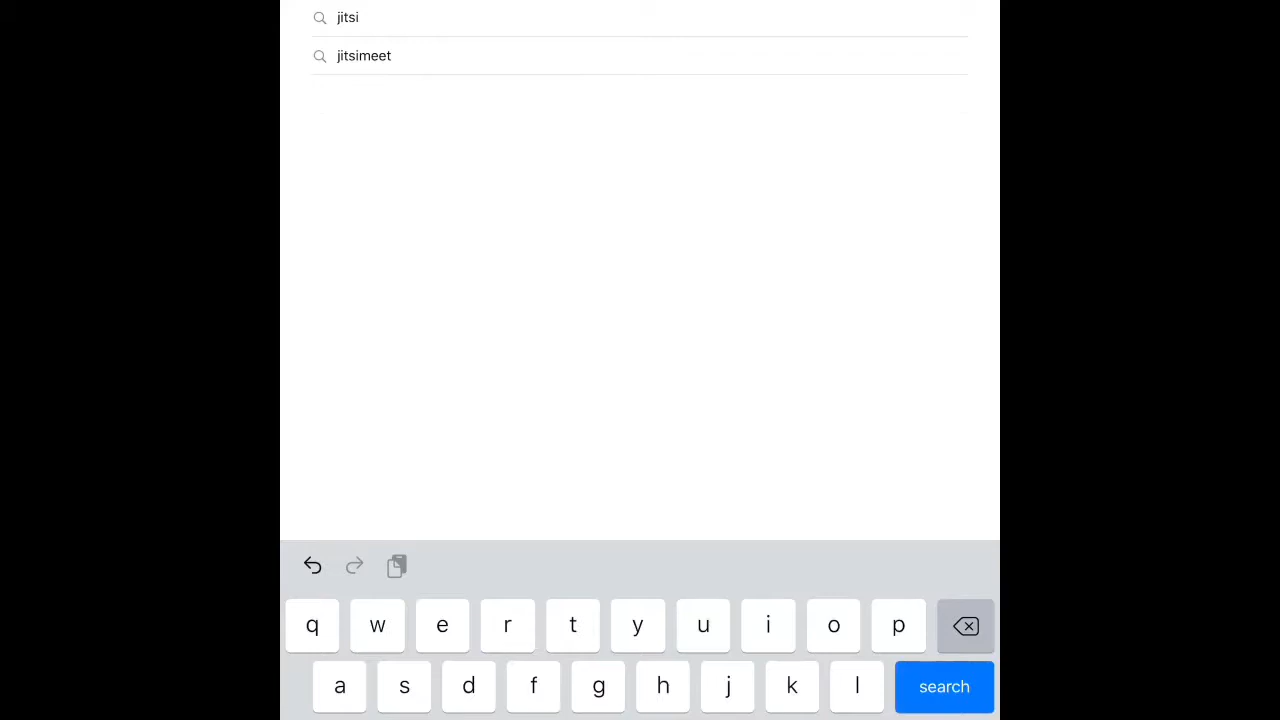 jitsi
jitsimeet
q w e r t y u i o p
a s d f g h j k l search